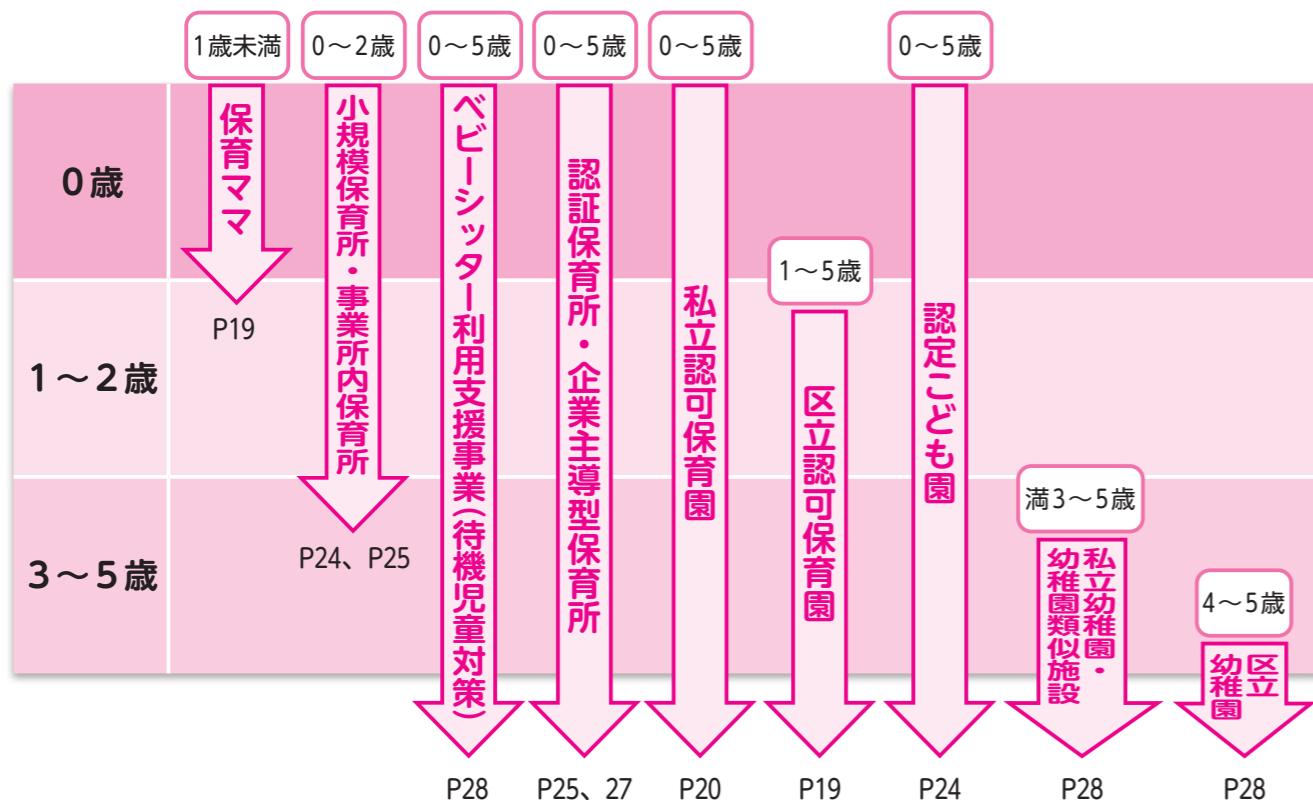 1歳未満
0～2歳
0～5歳
0～5歳
0～5歳
0～5歳
0歳
1～2歳
3～5歳
保育ママ
P19
小規模保育所・事業所内保育所
P24、P25
ベビーシッター利用支援事業(待機児童対策)
P28
認証保育所・企業主導型保育所
P25、27
私立認可保育園
P20
1～5歳
区立認可保育園
P19
認定こども園
P24
満3～5歳
私立幼稚園・
幼稚園類似施設
P28
4～5歳
区立
幼稚園
P28